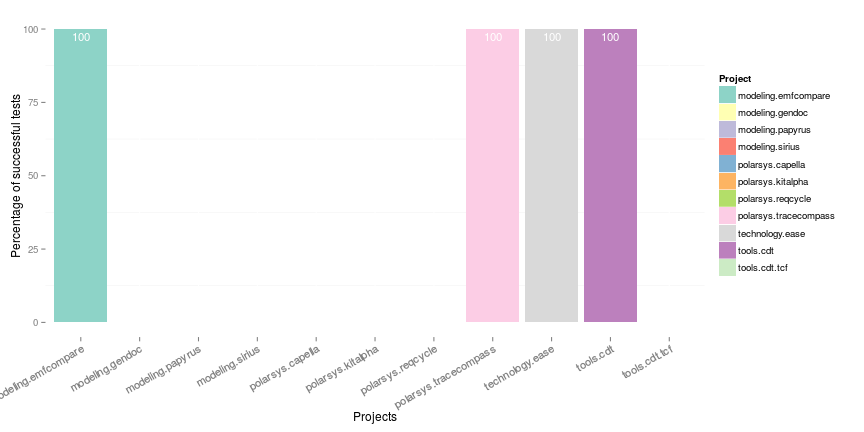 100
75
50
25
0
Percentage of successful tests
100
100
100
100
odeling.emfcompare
modeling.gendoc
modeling.papyrus
modeling.sirius
polarsys.capella
polarsys.kitalpha
polarsys.reqcycle
polarsys.tracecompass
technology.ease
tools.cdt
tools.cdt.tcf
Projects
Project
modeling.emfcompare
modeling.gendoc
modeling.papyrus
modeling.sirius
polarsys.capella
polarsys.kitalpha
polarsys.reqcycle
polarsys.tracecompass
technology.ease
tools.cdt
tools.cdt.tcf